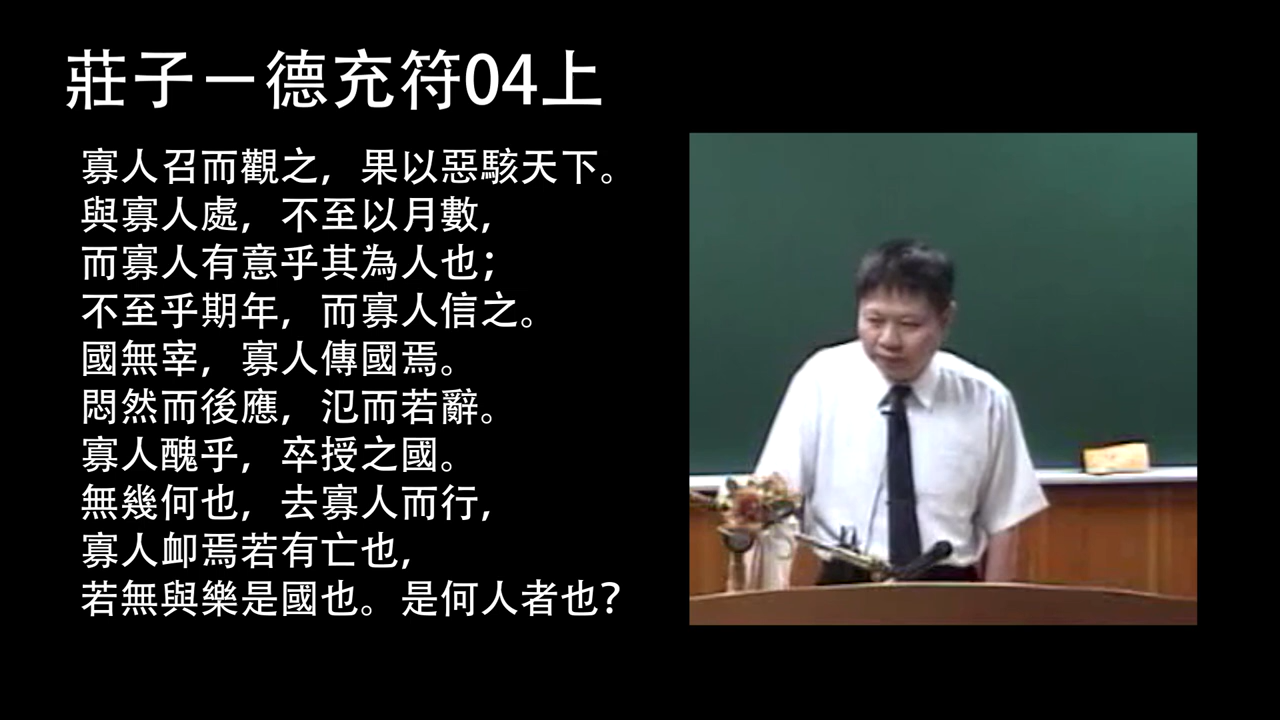 莊子－德充符04上
寡人召而觀之，果以惡駭天下。
與寡人處，不至以月數，
而寡人有意乎其為人也；
不至乎期年，而寡人信之。
國無宰，寡人傳國焉。
悶然而後應，氾而若辭。
寡人醜乎，卒授之國。
無幾何也，去寡人而行，
寡人卹焉若有亡也，
若無與樂是國也。是何人者也？